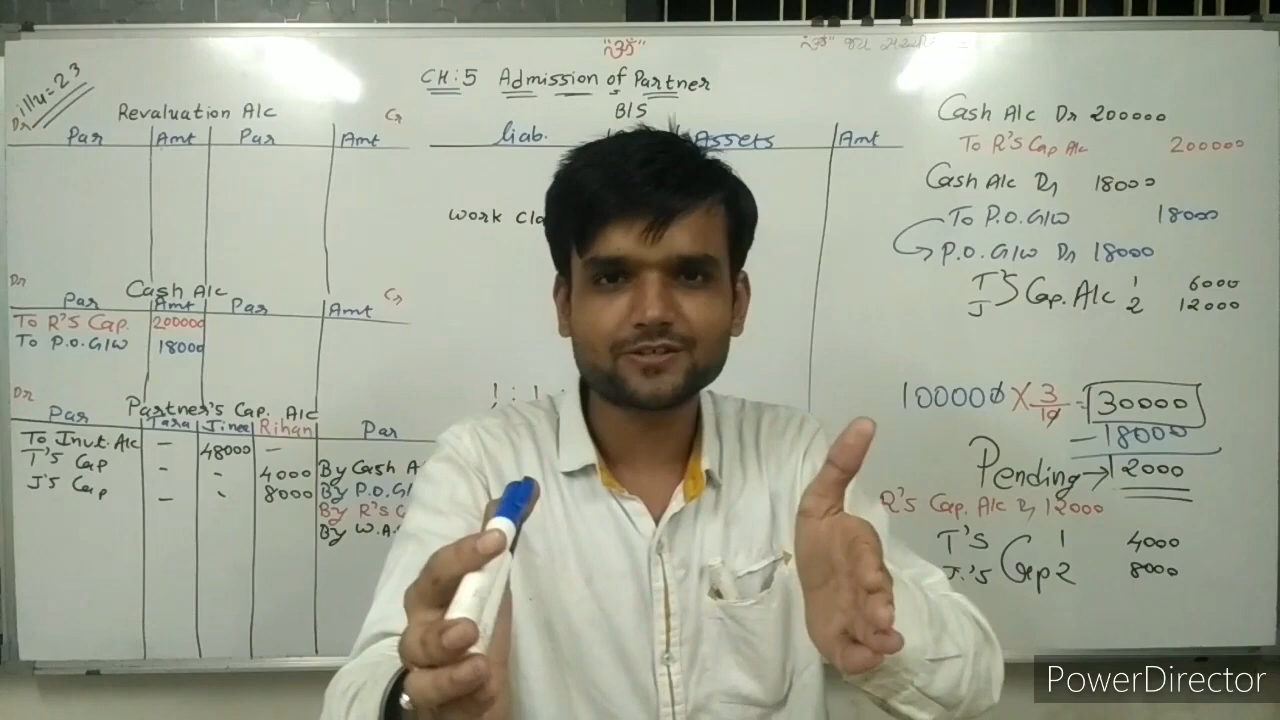 "ૐ"
"ૐ" જય
illu=23
CH:5 Admission of Partner
Revaluation A/c
Dr Cr
Par Amt Par Amt
B/S
Liab. Assets Amt
Work Cla
Dr Cash A/c Cr
Par Amt Par Amt
To R'S Cap. 200000
To P.O.G/W 18000
Dr Partner's Cap. A/c
Par Tara Jinee Rihan Par
To Invt. A/c - 48000 -
T'S Cap - - 4000 By Cash A
J'S Cap - - 8000 By P.O.G/
By R'S C
By W.A.
Cash A/c Dr 200000
To R'S Cap A/c 200000
Cash A/c Dr 18000
To P.O.G/W 18000
P.O.G/W Dr 18000
T'S 1 6000
J Cap. A/c 2 12000
100000 X 3/10 = 30000
- 18000
Pending → 12000
R'S Cap. A/c Dr 12000
T'S 1 4000
J.'S Cap 2 8000
PowerDirector